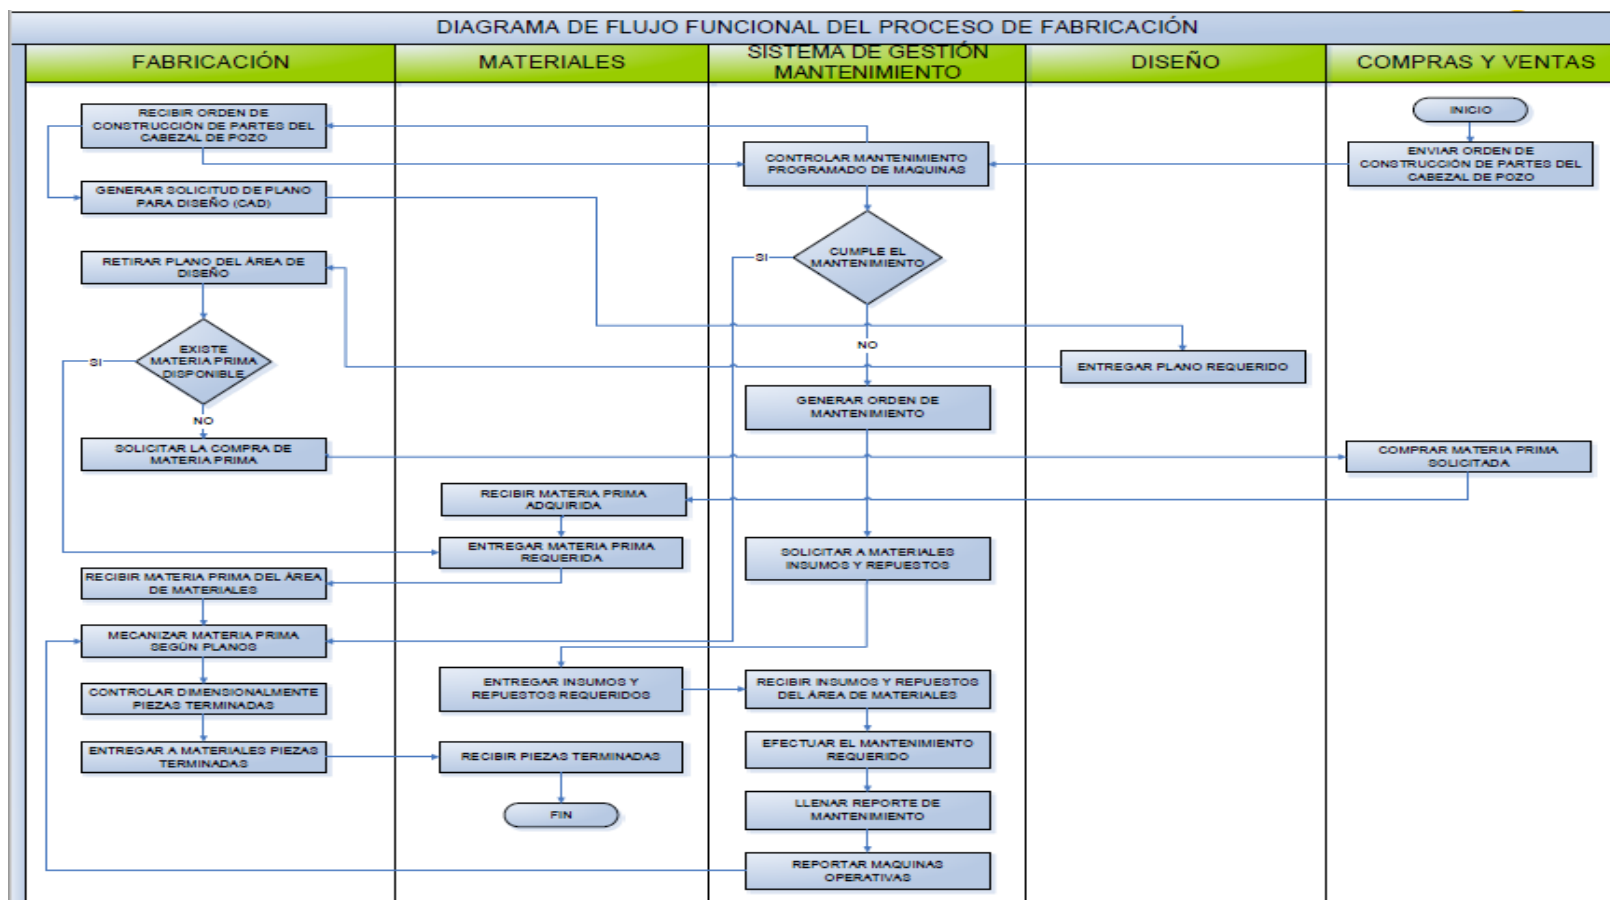 DIAGRAMA DE FLUJO FUNCIONAL DEL PROCESO DE FABRICACIÓN
FABRICACIÓN
MATERIALES
SISTEMA DE GESTIÓN
MANTENIMIENTO
DISEÑO
COMPRAS Y VENTAS
RECIBIR ORDEN DE
CONSTRUCCIÓN DE PARTES DEL
CABEZAL DE POZO
GENERAR SOLICITUD DE PLANO
PARA DISEÑO (CAD)
RETIRAR PLANO DEL ÁREA DE
DISEÑO
EXISTE
MATERIA PRIMA
DISPONIBLE
SI
NO
SOLICITAR LA COMPRA DE
MATERIA PRIMA
RECIBIR MATERIA PRIMA DEL ÁREA
DE MATERIALES
MECANIZAR MATERIA PRIMA
SEGÚN PLANOS
CONTROLAR DIMENSIONALMENTE
PIEZAS TERMINADAS
ENTREGAR A MATERIALES PIEZAS
TERMINADAS
RECIBIR MATERIA PRIMA
ADQUIRIDA
ENTREGAR MATERIA PRIMA
REQUERIDA
ENTREGAR INSUMOS Y
REPUESTOS REQUERIDOS
RECIBIR PIEZAS TERMINADAS
FIN
CONTROLAR MANTENIMIENTO
PROGRAMADO DE MAQUINAS
CUMPLE EL
MANTENIMIENTO
SI
NO
GENERAR ORDEN DE
MANTENIMIENTO
SOLICITAR A MATERIALES
INSUMOS Y REPUESTOS
RECIBIR INSUMOS Y REPUESTOS
DEL ÁREA DE MATERIALES
EFECTUAR EL MANTENIMIENTO
REQUERIDO
LLENAR REPORTE DE
MANTENIMIENTO
REPORTAR MAQUINAS
OPERATIVAS
ENTREGAR PLANO REQUERIDO
INICIO
ENVIAR ORDEN DE
CONSTRUCCIÓN DE PARTES DEL
CABEZAL DE POZO
COMPRAR MATERIA PRIMA
SOLICITADA